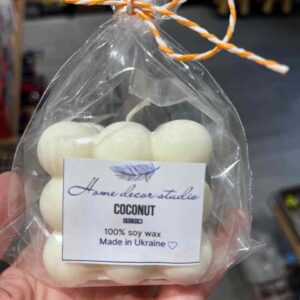 Home decor studio
COCONUT
100% soy wax
Made in Ukraine ♡